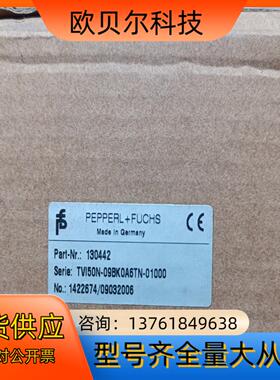 欧贝尔科技
PEPPERL+FUCHS
Made in Germany
CE
Part-Nr.: 130442
Serie: TVI50N-09BK0A6TN-01000
No.: 1422674/09032006
咨询：13761849638
型号齐全量大从